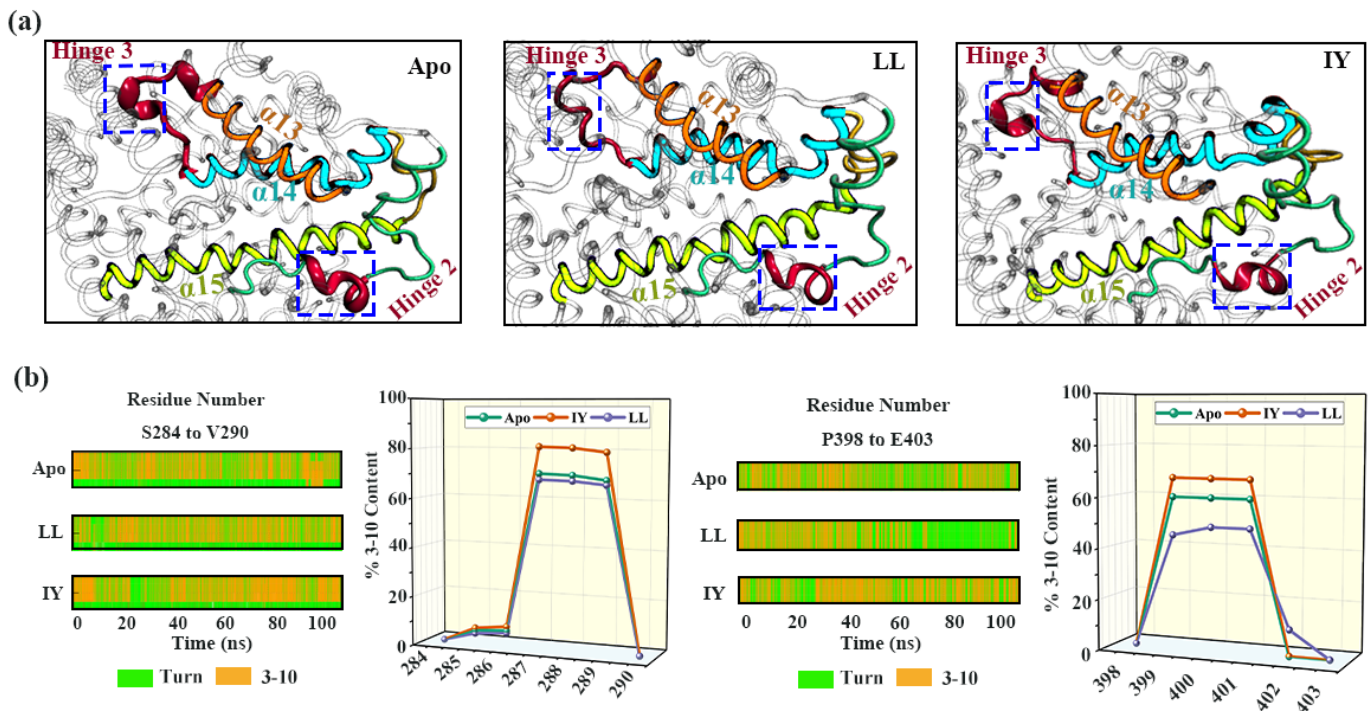 (a)
Hinge 3
Apo
α13
α14
α15
Hinge 2
Hinge 3
LL
α13
α14
α15
Hinge 2
Hinge 3
IY
α13
α14
α15
Hinge 2
(b)
Residue Number
S284 to V290
Apo
LL
IY
0 20 40 60 80 100
Time (ns)
Turn 3-10
% 3-10 Content
100
80
60
40
20
0
Apo IY LL
284 285 286 287 288 289 290
Residue Number
P398 to E403
Apo
LL
IY
0 20 40 60 80 100
Time (ns)
Turn 3-10
% 3-10 Content
100
80
60
40
20
0
Apo IY LL
398 399 400 401 402 403